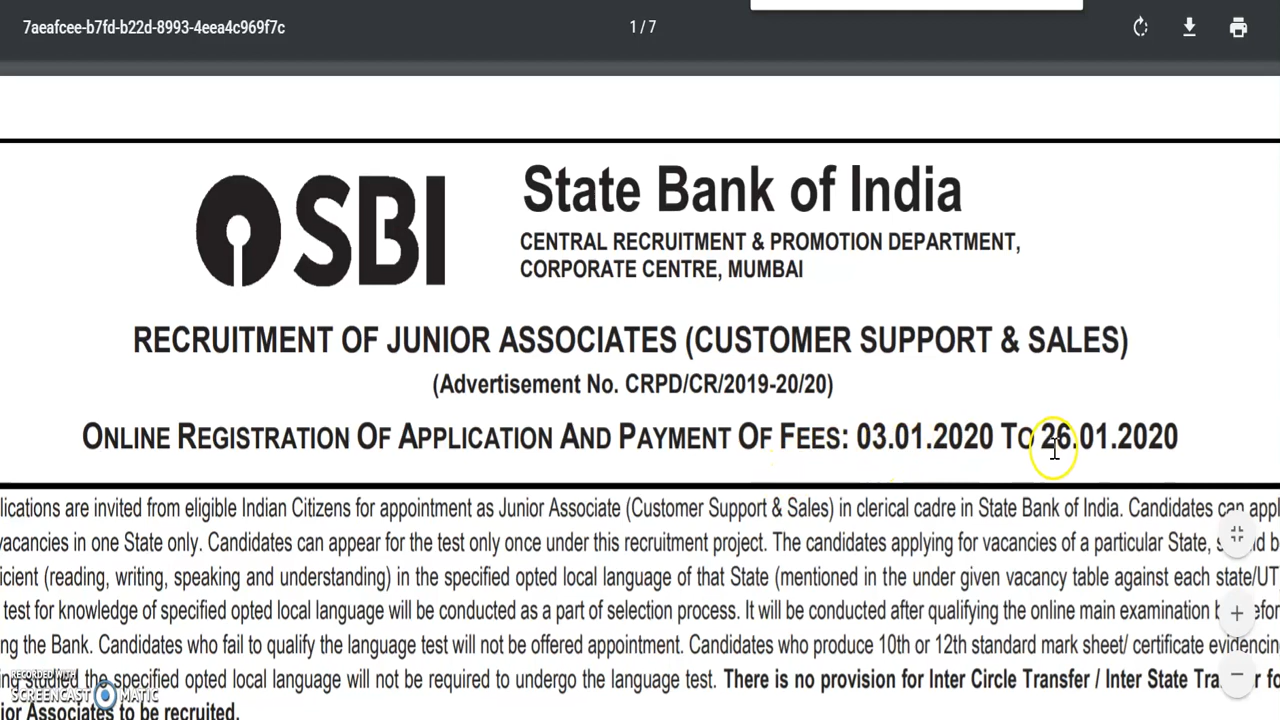 7aeafcee-b7fd-b22d-8993-4eea4c969f7c
1 / 7
SBI
State Bank of India
CENTRAL RECRUITMENT & PROMOTION DEPARTMENT,
CORPORATE CENTRE, MUMBAI
RECRUITMENT OF JUNIOR ASSOCIATES (CUSTOMER SUPPORT & SALES)
(Advertisement No. CRPD/CR/2019-20/20)
ONLINE REGISTRATION OF APPLICATION AND PAYMENT OF FEES: 03.01.2020 TO 26.01.2020
lications are invited from eligible Indian Citizens for appointment as Junior Associate (Customer Support & Sales) in clerical cadre in State Bank of India. Candidates can appl
vacancies in one State only. Candidates can appear for the test only once under this recruitment project. The candidates applying for vacancies of a particular State,
icient (reading, writing, speaking and understanding) in the specified opted local language of that State (mentioned in the under given vacancy table against each state/UT
test for knowledge of specified opted local language will be conducted as a part of selection process. It will be conducted after qualifying the online main examination
ng the Bank. Candidates who fail to qualify the language test will not be offered appointment. Candidates who produce 10th or 12th standard mark sheet/ certificate evidencin
the specified opted local language will not be required to undergo the language test. There is no provision for Inter Circle Transfer / Inter State
ior Associates to be recruited.
RECORDED WITH
SCREENCAST MATIC